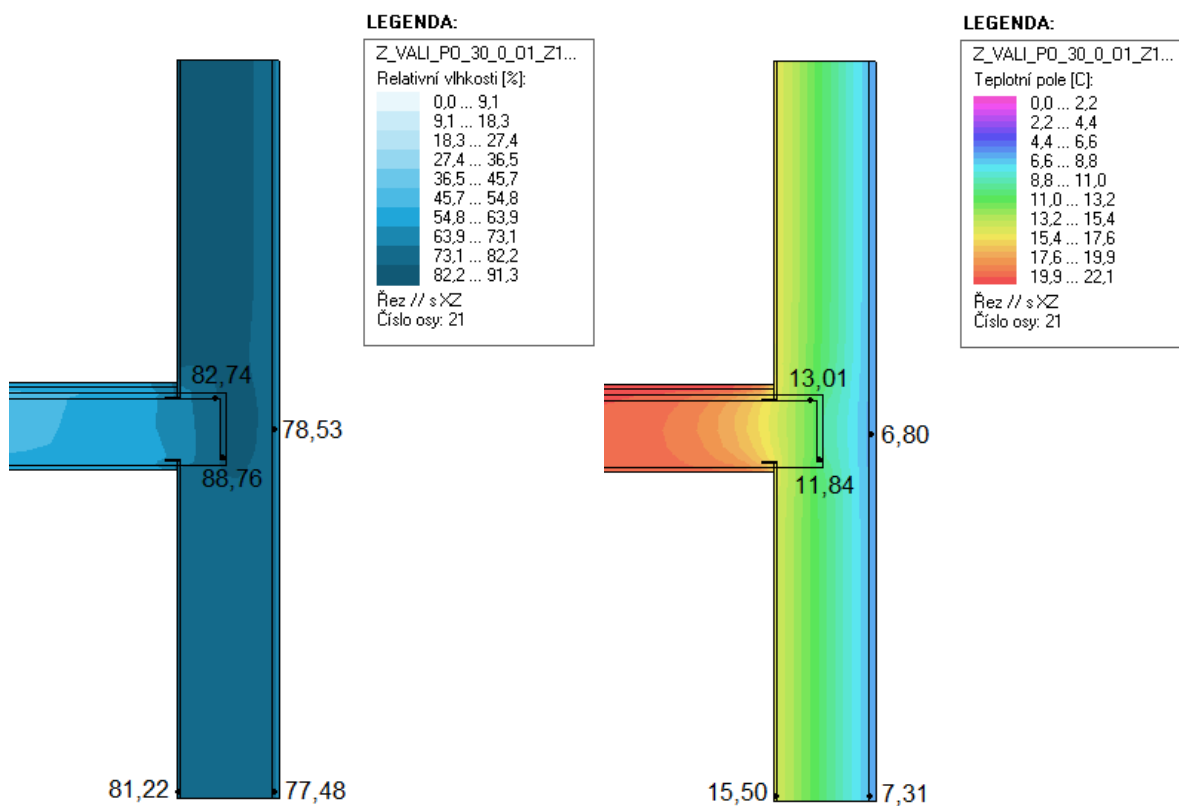 LEGENDA:
Z_VALI_P0_30_0_01_Z1...
Relativní vlhkosti [%]:
0,0 ... 9,1
9,1 ... 18,3
18,3 ... 27,4
27,4 ... 36,5
36,5 ... 45,7
45,7 ... 54,8
54,8 ... 63,9
63,9 ... 73,1
73,1 ... 82,2
82,2 ... 91,3
Řez // s XZ
Číslo osy: 21
82,74
78,53
88,76
81,22
77,48
LEGENDA:
Z_VALI_P0_30_0_01_Z1...
Teplotní pole [C]:
0,0 ... 2,2
2,2 ... 4,4
4,4 ... 6,6
6,6 ... 8,8
8,8 ... 11,0
11,0 ... 13,2
13,2 ... 15,4
15,4 ... 17,6
17,6 ... 19,9
19,9 ... 22,1
Řez // s XZ
Číslo osy: 21
13,01
6,80
11,84
15,50
7,31